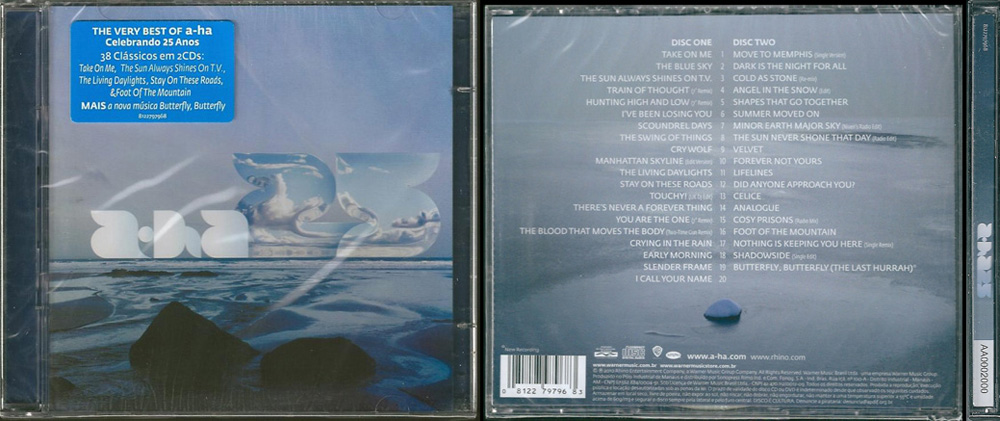 THE VERY BEST OF a-ha
Celebrando 25 Anos
38 Clássicos em 2CDs:
Take On Me, The Sun Always Shines On T.V.,
The Living Daylights, Stay On These Roads,
&Foot Of The Mountain
MAIS a nova música Butterfly, Butterfly
8122797968
a-ha 25
DISC ONE DISC TWO
TAKE ON ME 1 MOVE TO MEMPHIS (Single Version)
THE BLUE SKY 2 DARK IS THE NIGHT FOR ALL
THE SUN ALWAYS SHINES ON T.V. 3 COLD AS STONE (Re-mix)
TRAIN OF THOUGHT (7" Remix) 4 ANGEL IN THE SNOW (Edit)
HUNTING HIGH AND LOW (7" Remix) 5 SHAPES THAT GO TOGETHER
I'VE BEEN LOSING YOU 6 SUMMER MOVED ON
SCOUNDREL DAYS 7 MINOR EARTH MAJOR SKY (Niven's Radio Edit)
THE SWING OF THINGS 8 THE SUN NEVER SHONE THAT DAY (Radio Edit)
CRY WOLF 9 VELVET
MANHATTAN SKYLINE (Edit Version) 10 FOREVER NOT YOURS
THE LIVING DAYLIGHTS 11 LIFELINES
STAY ON THESE ROADS 12 DID ANYONE APPROACH YOU?
TOUCHY! (UK DJ Edit) 13 CELICE
THERE'S NEVER A FOREVER THING 14 ANALOGUE
YOU ARE THE ONE (7" Remix) 15 COSY PRISONS (Radio Mix)
THE BLOOD THAT MOVES THE BODY (Two-Time Gun Remix) 16 FOOT OF THE MOUNTAIN
CRYING IN THE RAIN 17 NOTHING IS KEEPING YOU HERE (Single Remix)
EARLY MORNING 18 SHADOWSIDE (Single Edit)
SLENDER FRAME 19 BUTTERFLY, BUTTERFLY (THE LAST HURRAH)*
I CALL YOUR NAME 20
*New Recording
www.a-ha.com www.rhino.com
www.warnermusic.com.br www.warnermusicstore.com.br
0 81227 97968 3
8122797968
a-ha 25
AA0002000